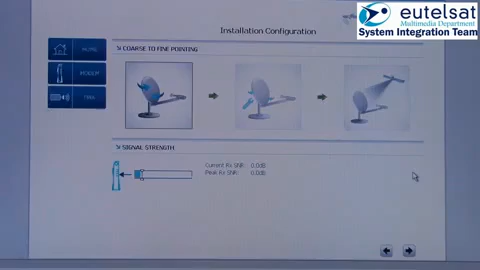 eutelsat
Multimedia Department
System Integration Team
Installation Configuration
HOME
MODEM
TRIA
COARSE TO FINE POINTING
SIGNAL STRENGTH
Current Rx SNR: 0.0dB
Peak Rx SNR: 0.0dB